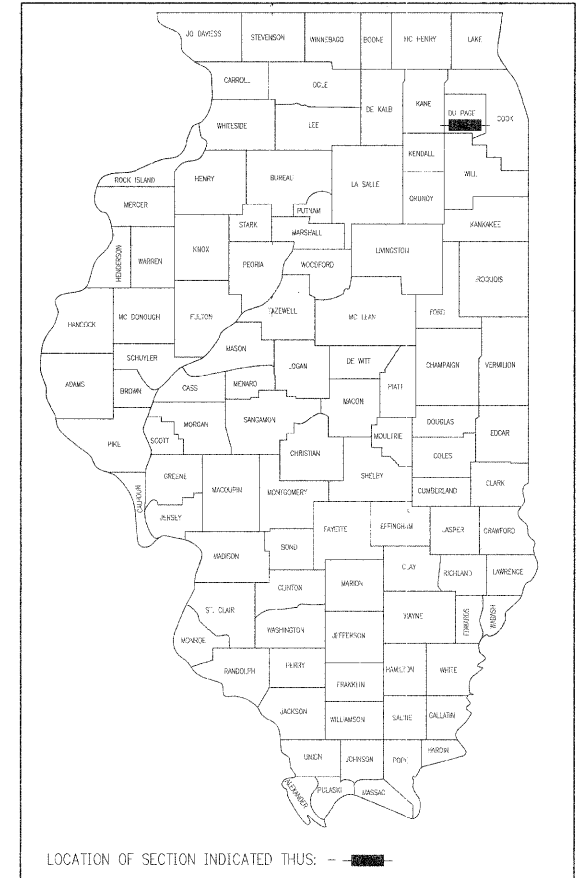 JO DAVIESS STEVENSON WINNEBAGO BOONE MC HENRY LAKE
CARROLL OGLE DE KALB KANE DU PAGE COOK
WHITESIDE LEE
KENDALL WILL
ROCK ISLAND HENRY BUREAU LA SALLE GRUNDY
MERCER PUTNAM KANKAKEE
STARK MARSHALL
HENDERSON WARREN KNOX PEORIA WOODFORD LIVINGSTON IROQUOIS
HANCOCK MC DONOUGH FULTON TAZEWELL MC LEAN FORD
MASON
SCHUYLER LOGAN DE WITT CHAMPAIGN VERMILION
ADAMS BROWN CASS MENARD PIATT
MACON
MORGAN SANGAMON DOUGLAS
PIKE SCOTT CHRISTIAN MOULTRIE COLES EDGAR
GREENE MACOUPIN SHELBY
CALHOUN MONTGOMERY CUMBERLAND CLARK
JERSEY FAYETTE EFFINGHAM JASPER CRAWFORD
MADISON BOND
CLAY RICHLAND LAWRENCE
CLINTON MARION
ST. CLAIR WAYNE EDWARDS WABASH
WASHINGTON JEFFERSON
MONROE
RANDOLPH PERRY HAMILTON WHITE
FRANKLIN
JACKSON WILLIAMSON SALINE GALLATIN
UNION JOHNSON POPE HARDIN
ALEXANDER PULASKI MASSAC
LOCATION OF SECTION INDICATED THUS: